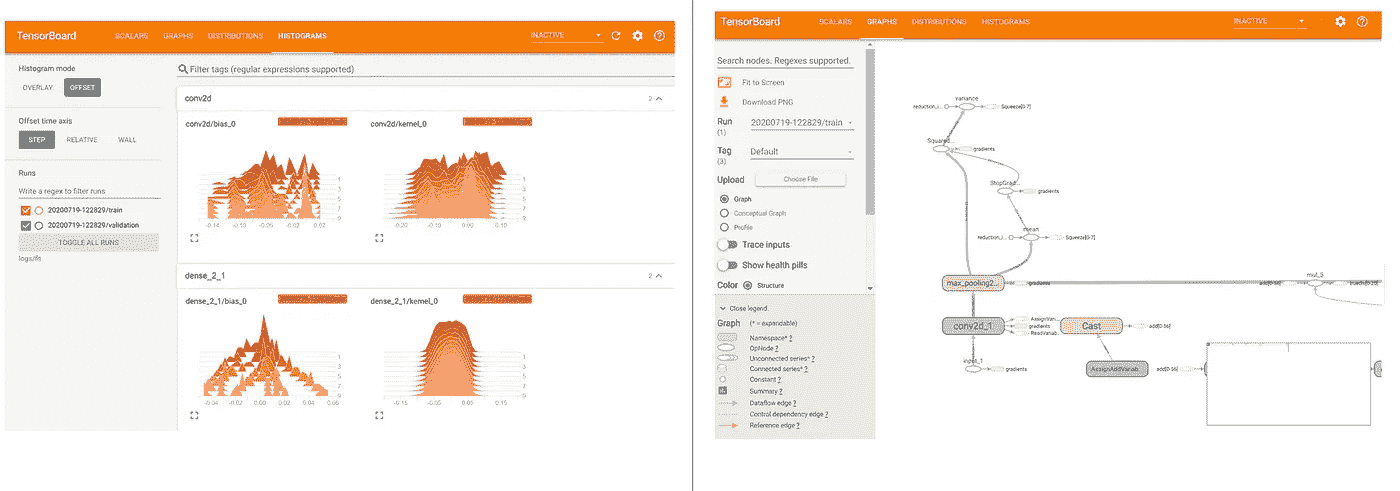 TensorBoard SCALARS GRAPHS DISTRIBUTIONS HISTOGRAMS INACTIVE
Histogram mode
OVERLAY OFFSET
Offset time axis
STEP RELATIVE WALL
Runs
Write a regex to filter runs
20200719-122829/train
20200719-122829/validation
TOGGLE ALL RUNS
logs/fit
Filter tags (regular expressions supported)
conv2d 2
conv2d/bias_0 conv2d/kernel_0
1 1
3 3
5 5
7 7
9 9
-0.14 -0.10 -0.06 -0.02 0.02 -0.20 -0.10 0.00 0.10
dense_2_1 2
dense_2_1/bias_0 dense_2_1/kernel_0
1 1
3 3
5 5
7 7
9 9
-0.04 -0.02 0.00 0.02 0.04 0.06 -0.15 -0.05 0.05 0.15
TensorBoard SCALARS GRAPHS DISTRIBUTIONS HISTOGRAMS INACTIVE
Search nodes. Regexes supported.
Fit to Screen
Download PNG
Run
(1)
20200719-122829/train
Tag
(3)
Default
Upload Choose File
Graph
Conceptual Graph
Profile
Trace inputs
Show health pills
Color Structure
Close legend.
Graph (* = expandable)
Namespace* ?
OpNode ?
Unconnected series* ?
Connected series* ?
Constant ?
Summary ?
Dataflow edge ?
Control dependency edge ?
Reference edge ?
variance
reduction_i... Squeeze[0-7]
Squared...
gradients
StopGrad...
gradients
mean
reduction_i... Squeeze[0-7]
max_pooling2... gradients
mul_5
add[0-56]
conv2d_1
AssignVari...
gradients
ReadVariab...
Cast add[0-56]
input_1
gradients
AssignAddVariab... add[0-56]